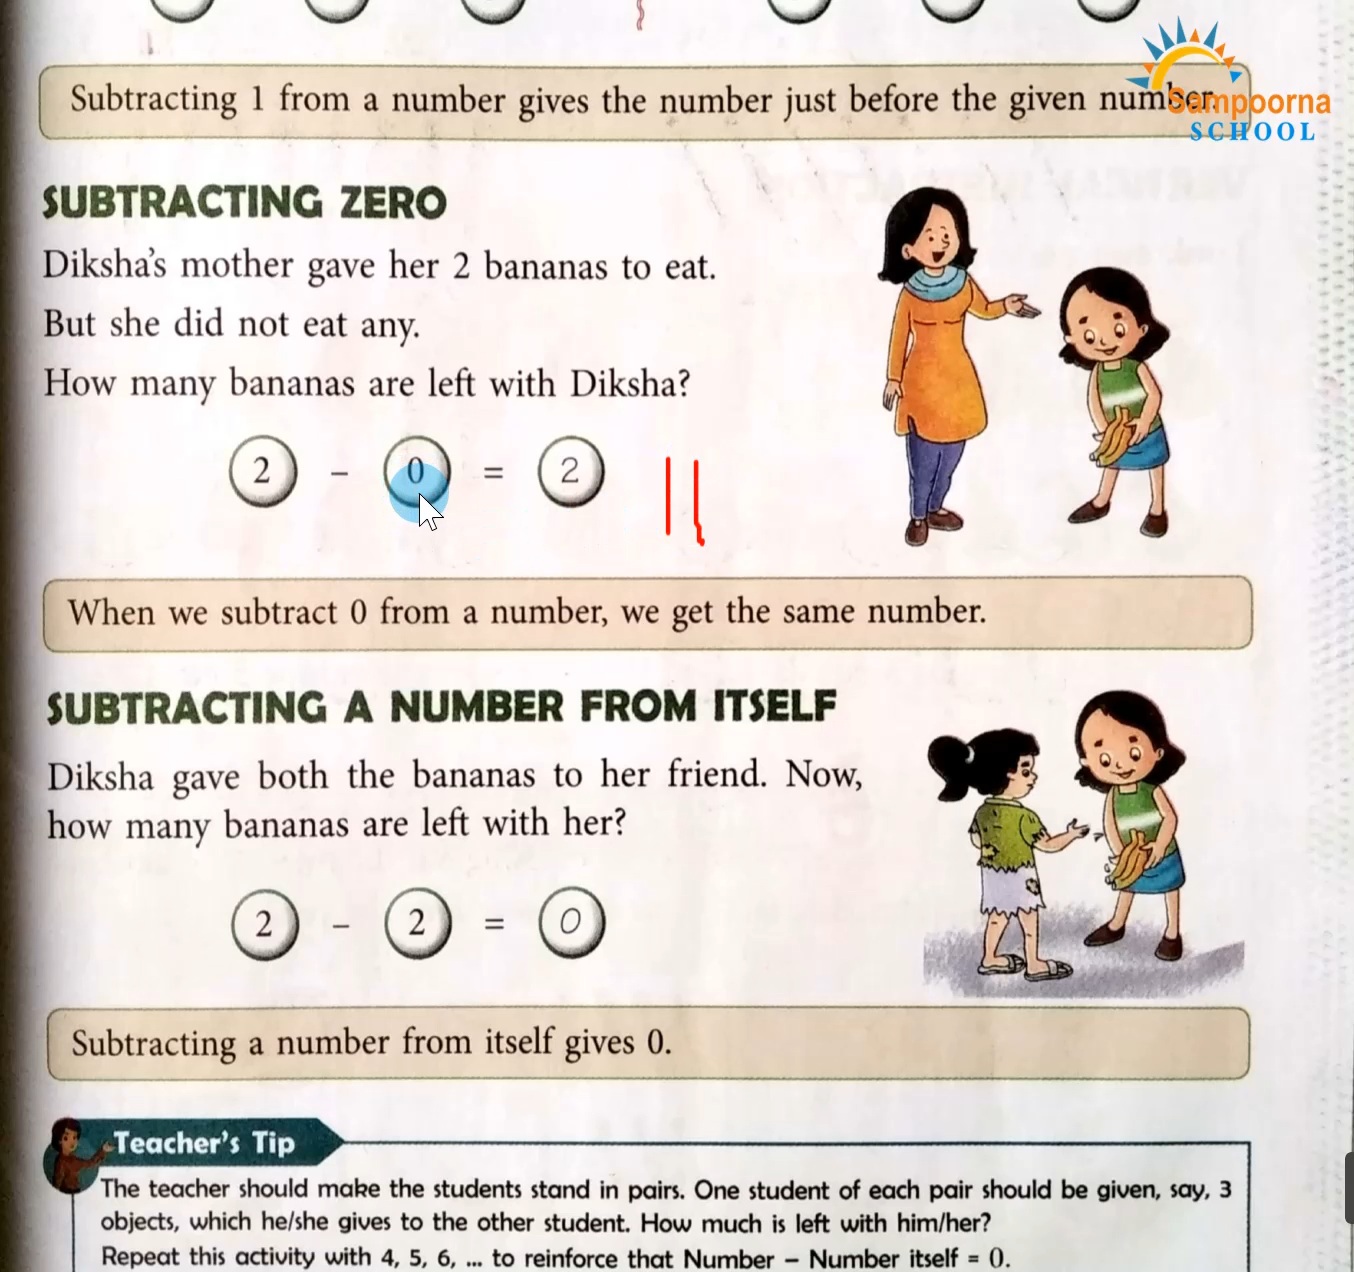 Subtracting 1 from a number gives the number just before the given number.
Sampoorna
SCHOOL
SUBTRACTING ZERO
Diksha's mother gave her 2 bananas to eat.
But she did not eat any.
How many bananas are left with Diksha?
2 – 0 = 2
When we subtract 0 from a number, we get the same number.
SUBTRACTING A NUMBER FROM ITSELF
Diksha gave both the bananas to her friend. Now,
how many bananas are left with her?
2 – 2 = 0
Subtracting a number from itself gives 0.
Teacher's Tip
The teacher should make the students stand in pairs. One student of each pair should be given, say, 3
objects, which he/she gives to the other student. How much is left with him/her?
Repeat this activity with 4, 5, 6, ... to reinforce that Number – Number itself = 0.